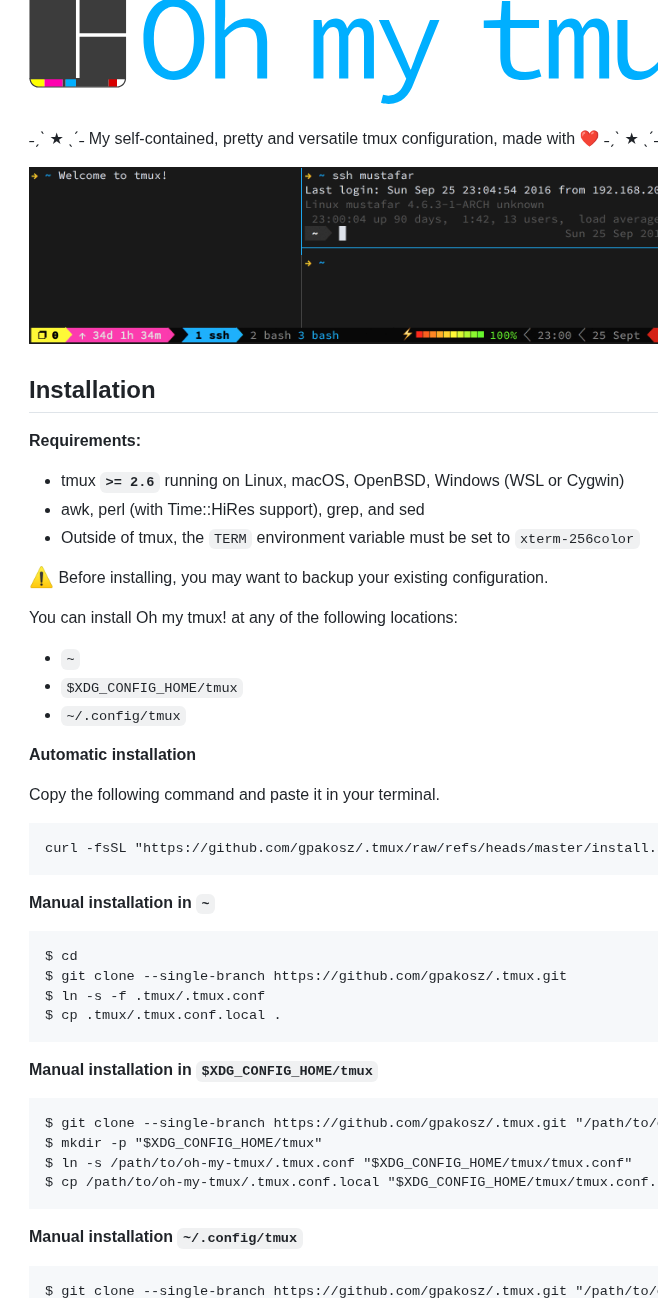 Oh my tmu
˗ˏˋ ★ ˎˊ˗ My self-contained, pretty and versatile tmux configuration, made with ❤️ ˗ˏˋ ★ ˎˊ˗
→ ~ Welcome to tmux!
→ ~ ssh mustafar
Last login: Sun Sep 25 23:04:54 2016 from 192.168.20
Linux mustafar 4.6.3-1-ARCH unknown
23:00:04 up 90 days, 1:42, 13 users, load average
~ Sun 25 Sep 201
→ ~
❐ 0 ↑ 34d 1h 34m 1 ssh 2 bash 3 bash ⚡ 100% 23:00 25 Sept
Installation
Requirements:
• tmux >= 2.6 running on Linux, macOS, OpenBSD, Windows (WSL or Cygwin)
• awk, perl (with Time::HiRes support), grep, and sed
• Outside of tmux, the TERM environment variable must be set to xterm-256color
⚠️ Before installing, you may want to backup your existing configuration.
You can install Oh my tmux! at any of the following locations:
• ~
• $XDG_CONFIG_HOME/tmux
• ~/.config/tmux
Automatic installation
Copy the following command and paste it in your terminal.
curl -fsSL "https://github.com/gpakosz/.tmux/raw/refs/heads/master/install.
Manual installation in ~
$ cd
$ git clone --single-branch https://github.com/gpakosz/.tmux.git
$ ln -s -f .tmux/.tmux.conf
$ cp .tmux/.tmux.conf.local .
Manual installation in $XDG_CONFIG_HOME/tmux
$ git clone --single-branch https://github.com/gpakosz/.tmux.git "/path/to/
$ mkdir -p "$XDG_CONFIG_HOME/tmux"
$ ln -s /path/to/oh-my-tmux/.tmux.conf "$XDG_CONFIG_HOME/tmux/tmux.conf"
$ cp /path/to/oh-my-tmux/.tmux.conf.local "$XDG_CONFIG_HOME/tmux/tmux.conf.
Manual installation ~/.config/tmux
$ git clone --single-branch https://github.com/gpakosz/.tmux.git "/path/to/